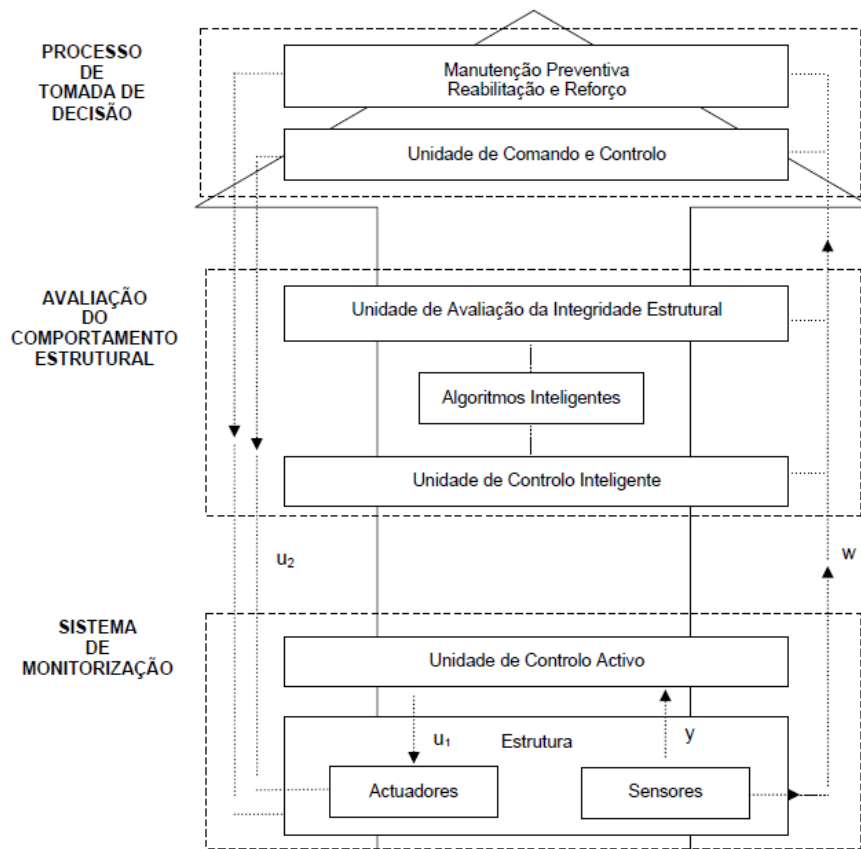 PROCESSO
DE
TOMADA DE
DECISÃO
Manutenção Preventiva
Reabilitação e Reforço
Unidade de Comando e Controlo
AVALIAÇÃO
DO
COMPORTAMENTO
ESTRUTURAL
Unidade de Avaliação da Integridade Estrutural
Algoritmos Inteligentes
Unidade de Controlo Inteligente
u2
w
SISTEMA
DE
MONITORIZAÇÃO
Unidade de Controlo Activo
u1
Estrutura
y
Actuadores
Sensores